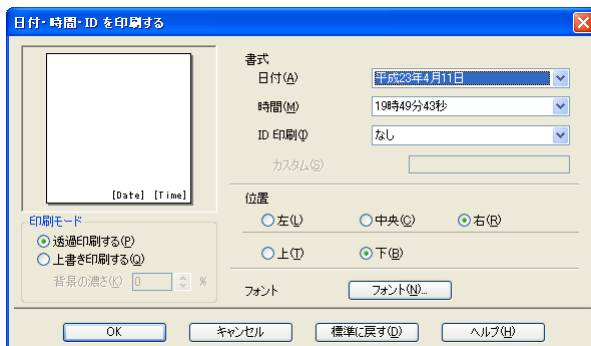 日付・時間・ID を印刷する
[Date] [Time]
印刷モード
透過印刷する(P)
上書き印刷する(Q)
背景の濃さ(K) 0 %
書式
日付(A) 平成23年4月11日
時間(M) 19時49分43秒
ID 印刷(I) なし
カスタム(S)
位置
左(L) 中央(C) 右(R)
上(T) 下(B)
フォント フォント(N)...
OK キャンセル 標準に戻す(D) ヘルプ(H)